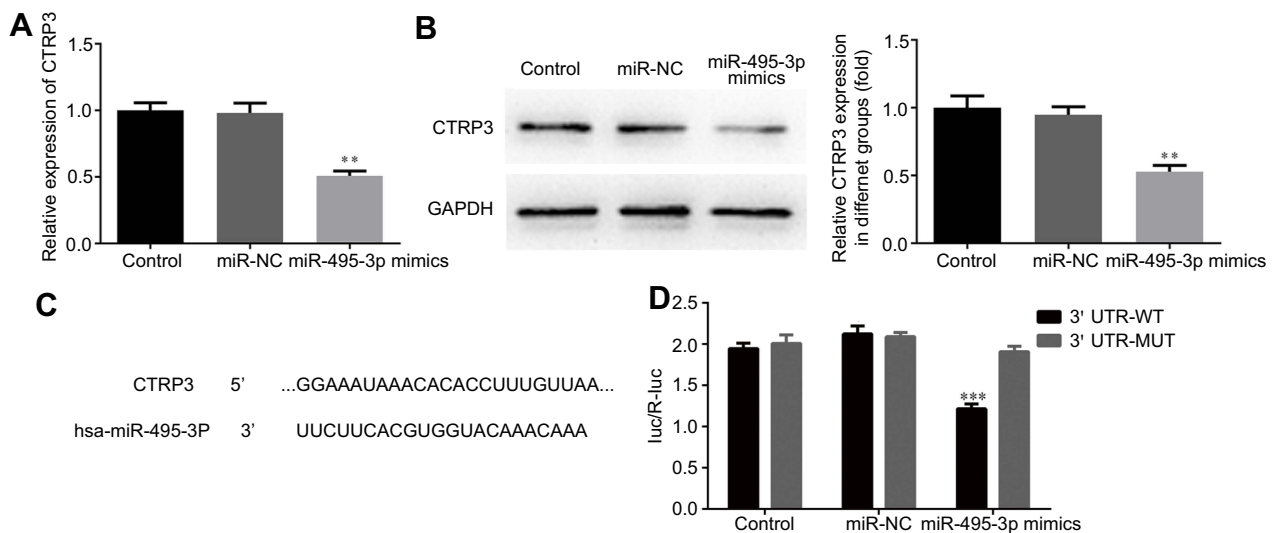 A
Relative expression of CTRP3
1.5
1.0
0.5
0.0
**
Control miR-NC miR-495-3p mimics
B
Control miR-NC miR-495-3p
mimics
CTRP3
GAPDH
Relative CTRP3 expression
in differnet groups (fold)
1.5
1.0
0.5
0.0
**
Control miR-NC miR-495-3p mimics
C
CTRP3 5’ ...GGAAAUAAACACACCUUUGUUAA...
hsa-miR-495-3P 3’ UUCUUCACGUGGUACAAACAAA
D
luc/R-luc
2.5
2.0
1.5
1.0
0.5
0.0
***
Control miR-NC miR-495-3p mimics
3' UTR-WT
3' UTR-MUT